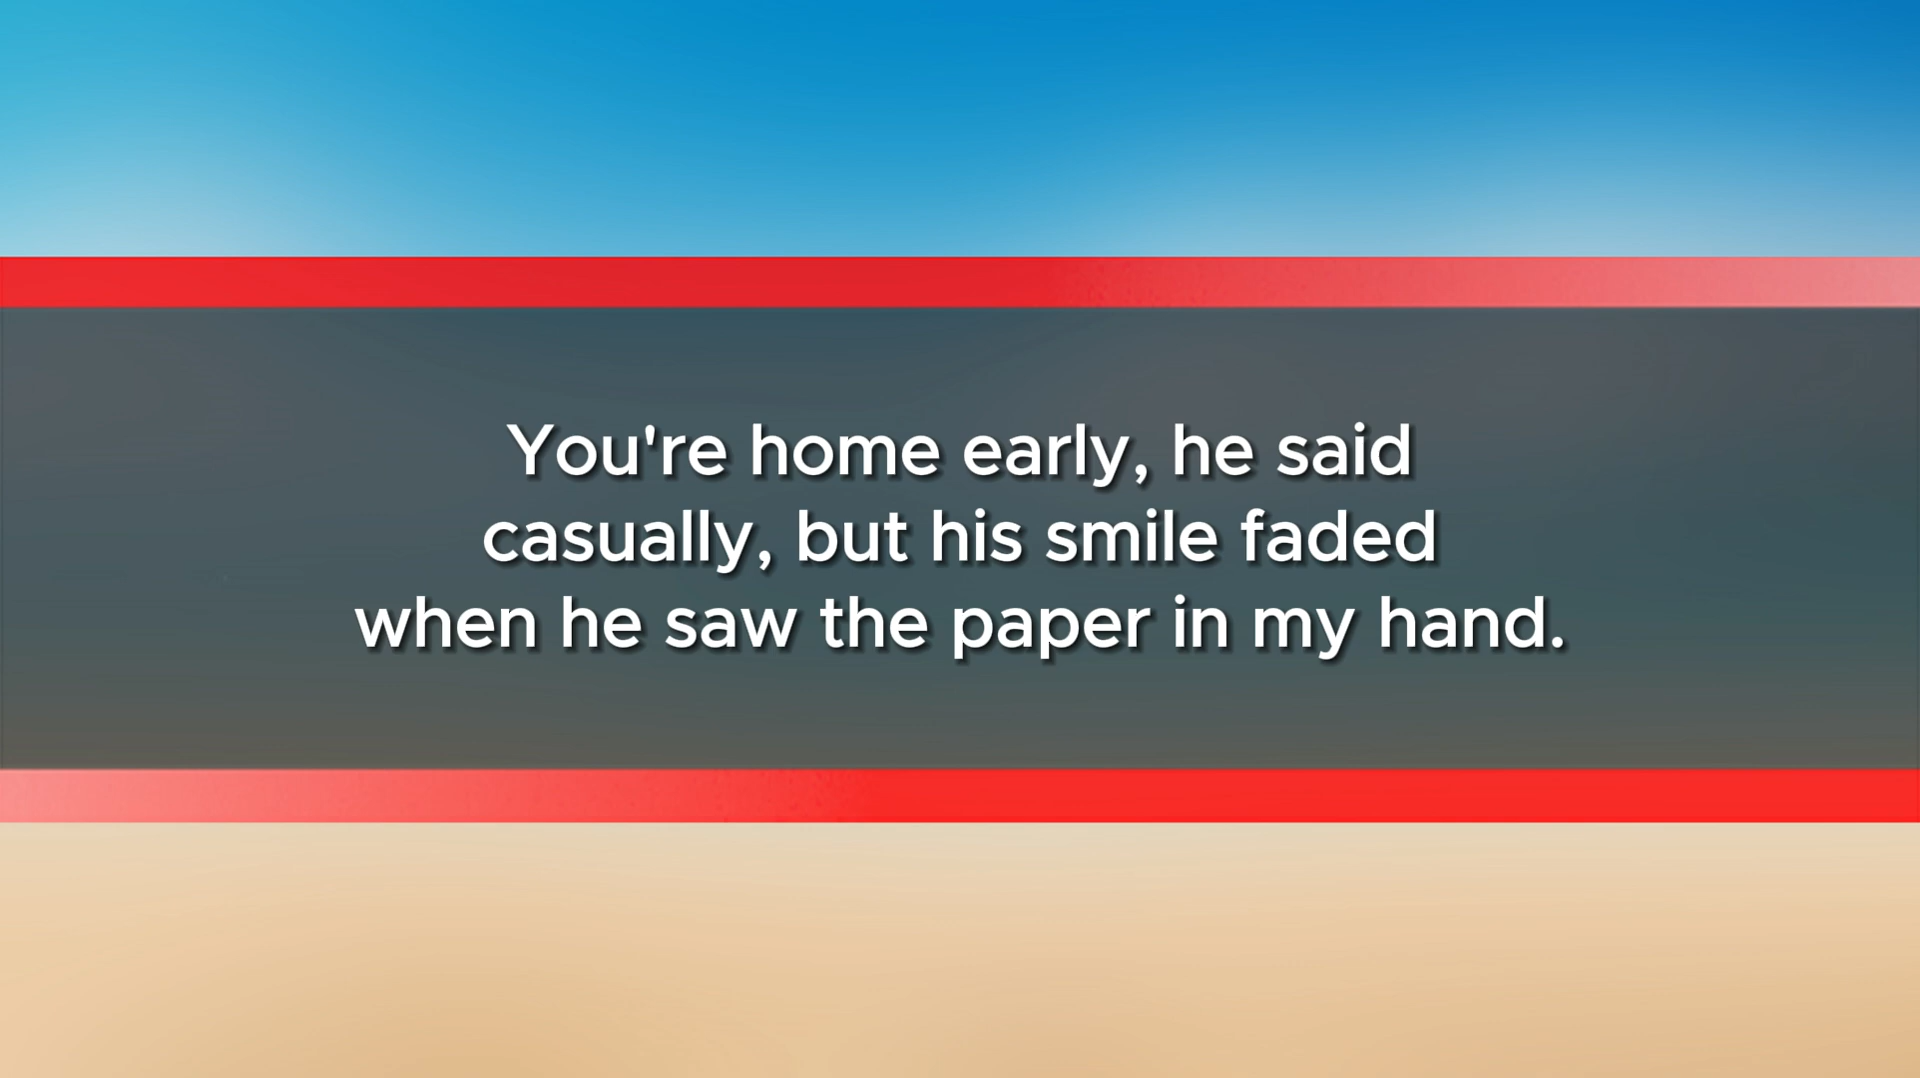 You're home early, he said
casually, but his smile faded
when he saw the paper in my hand.